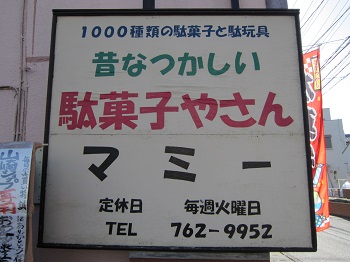 1000種類の駄菓子と駄玩具
昔なつかしい
駄菓子やさん
マミー
定休日 毎週火曜日
TEL 762-9952